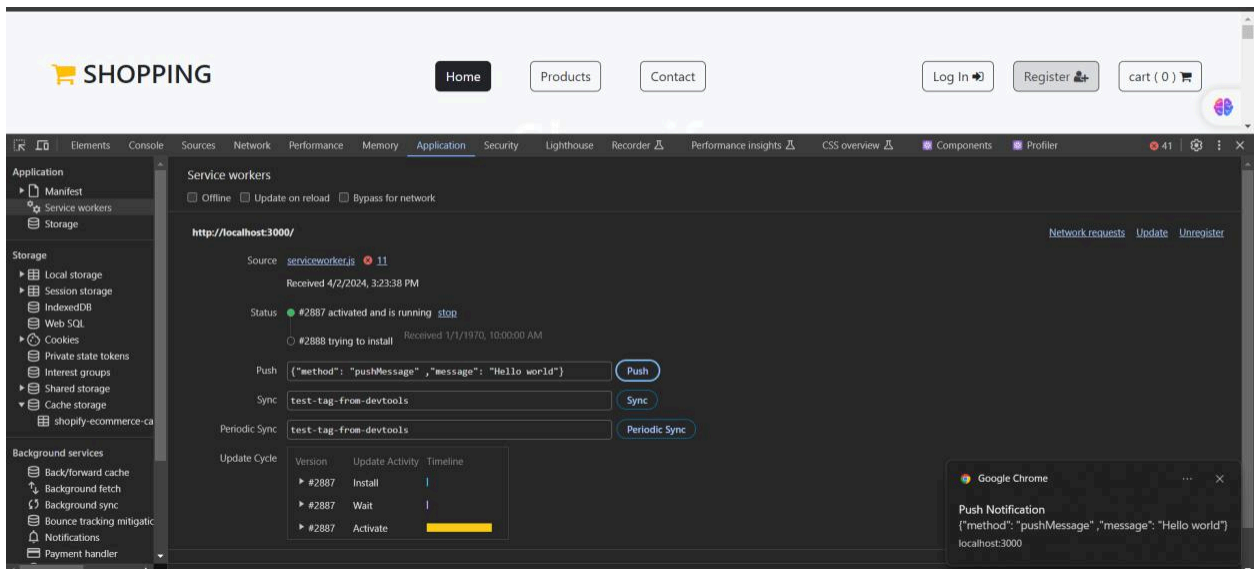 SHOPPING
Home
Products
Contact
Log In
Register
cart ( 0 )
Elements Console Sources Network Performance Memory Application Security Lighthouse Recorder Performance insights CSS overview Components Profiler 41
Application
Manifest
Service workers
Storage
Storage
Local storage
Session storage
IndexedDB
Web SQL
Cookies
Private state tokens
Interest groups
Shared storage
Cache storage
shopify-ecommerce-ca
Background services
Back/forward cache
Background fetch
Background sync
Bounce tracking mitigatic
Notifications
Payment handler
Service workers
Offline Update on reload Bypass for network
http://localhost:3000/ Network requests Update Unregister
Source serviceworker.js 11
Received 4/2/2024, 3:23:38 PM
Status #2887 activated and is running stop
#2888 trying to install Received 1/1/1970, 10:00:00 AM
Push {"method": "pushMessage" ,"message": "Hello world"} Push
Sync test-tag-from-devtools Sync
Periodic Sync test-tag-from-devtools Periodic Sync
Update Cycle Version Update Activity Timeline
#2887 Install
#2887 Wait
#2887 Activate
Google Chrome
Push Notification
{"method": "pushMessage" ,"message": "Hello world"}
localhost:3000